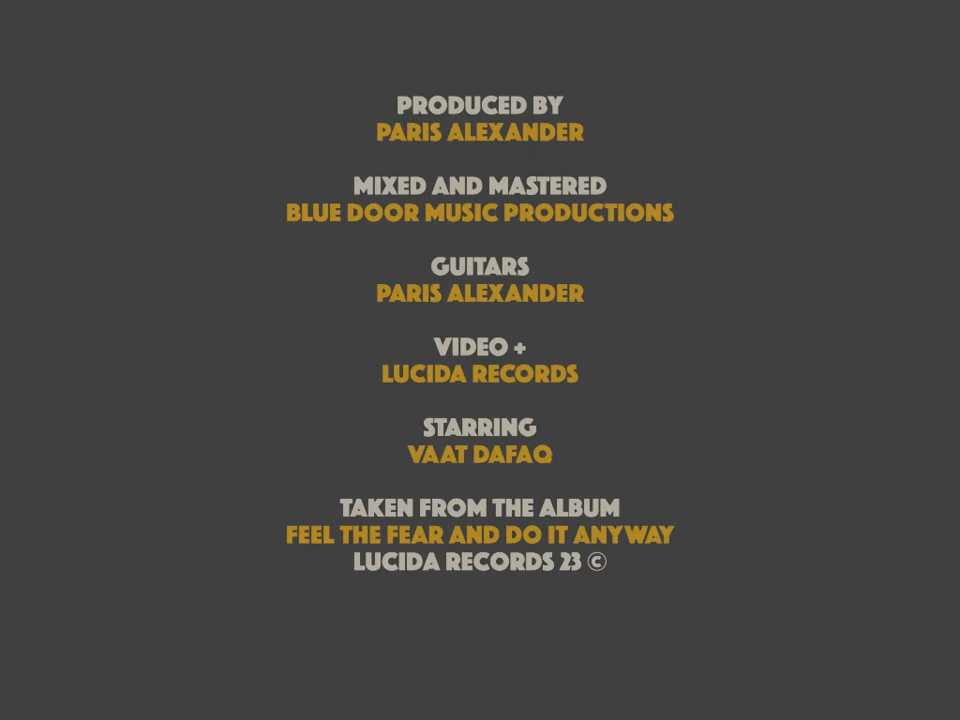 PRODUCED BY
PARIS ALEXANDER
MIXED AND MASTERED
BLUE DOOR MUSIC PRODUCTIONS
GUITARS
PARIS ALEXANDER
VIDEO +
LUCIDA RECORDS
STARRING
VAAT DAFAQ
TAKEN FROM THE ALBUM
FEEL THE FEAR AND DO IT ANYWAY
LUCIDA RECORDS 23 ©